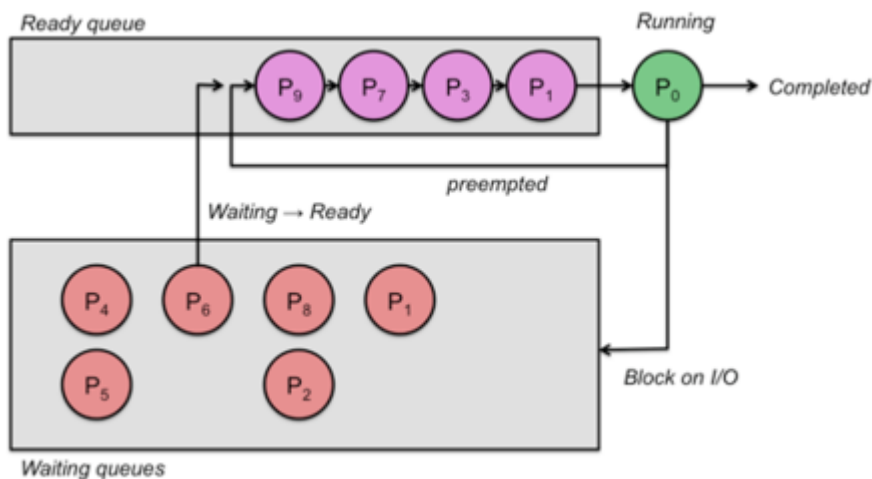 Ready queue
Running
P₉ P₇ P₃ P₁ P₀ Completed
preempted
Waiting → Ready
P₄ P₆ P₈ P₁
P₅ P₂
Block on I/O
Waiting queues